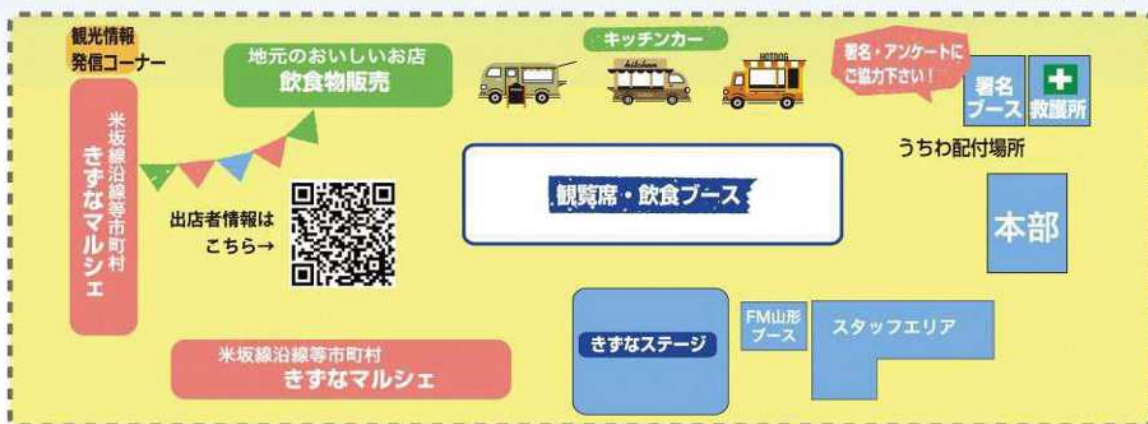 観光情報
発信コーナー
地元のおいしいお店
飲食物販売
キッチンカー
kitchen
HOTDOG
署名・アンケートに
ご協力下さい！
署名
ブース
救護所
うちわ配付場所
米坂線沿線等市町村
きずなマルシェ
出店者情報は
こちら→
観覧席・飲食ブース
本部
きずなステージ
FM山形
ブース
スタッフエリア
米坂線沿線等市町村
きずなマルシェ